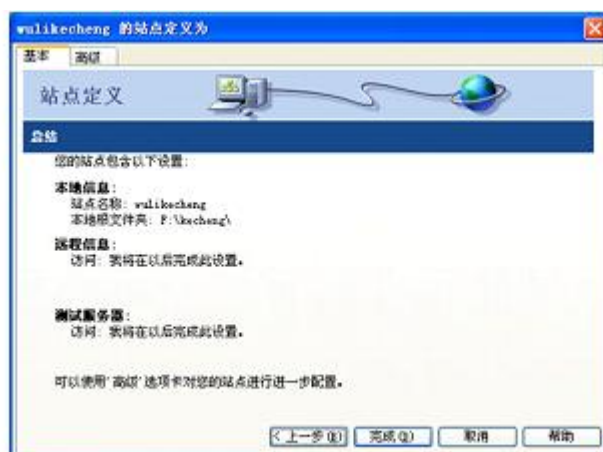 wulikecheng 的站点定义为
基本 高级
站点定义
总结
您的站点包含以下设置:
本地信息:
站点名称: wulikecheng
本地根文件夹: F:\kecheng\
远程信息:
访问: 我将在以后完成此设置。
测试服务器:
访问: 我将在以后完成此设置。
可以使用“高级”选项卡对您的站点进行进一步配置。
< 上一步(B) 完成(D) 取消 帮助